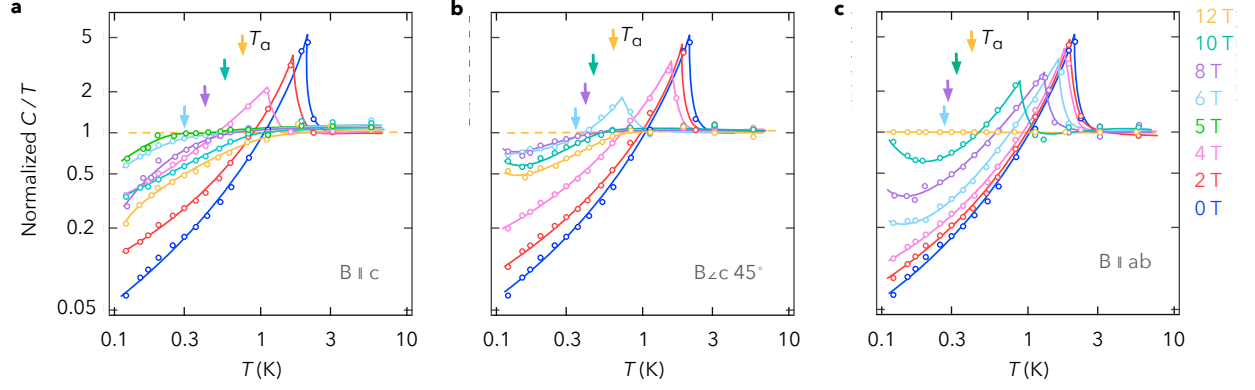 a
b
c
Normalized C/T
5
2
1
0.5
0.2
0.05
Tα
B ∥ c
0.1
0.3
1
3
10
T (K)
Tα
B∠c 45°
0.1
0.3
1
3
10
T (K)
Tα
B ∥ ab
0.1
0.3
1
3
10
T (K)
12 T
10 T
8 T
6 T
5 T
4 T
2 T
0 T